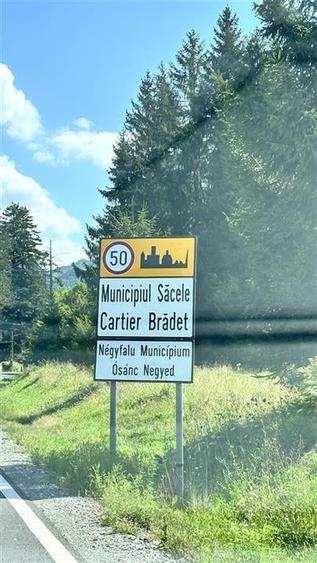 50
Municipiul Săcele
Cartier Brădet
Négyfalu Municípium
Ósánc Negyed